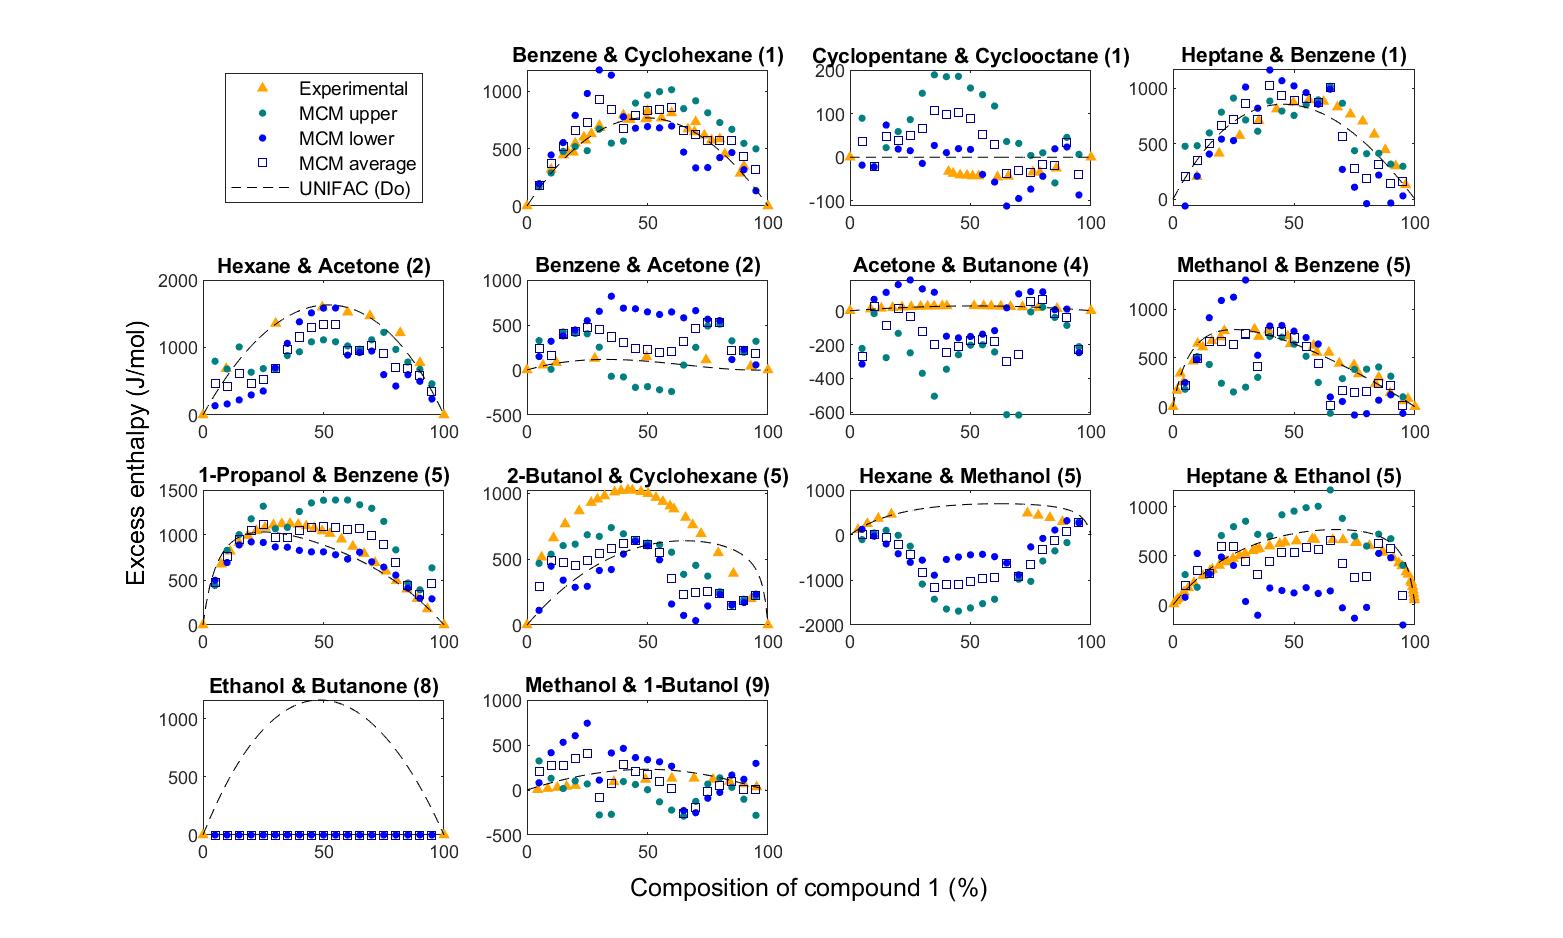 Experimental
MCM upper
MCM lower
MCM average
UNIFAC (Do)
Benzene & Cyclohexane (1)
1000
500
0
0 50 100
Cyclopentane & Cyclooctane (1)
200
100
0
-100
0 50 100
Heptane & Benzene (1)
1000
500
0
0 50 100
Hexane & Acetone (2)
2000
1000
0
0 50 100
Benzene & Acetone (2)
1000
500
0
-500
0 50 100
Acetone & Butanone (4)
0
-200
-400
-600
0 50 100
Methanol & Benzene (5)
1000
500
0
0 50 100
Excess enthalpy (J/mol)
1-Propanol & Benzene (5)
1500
1000
500
0
0 50 100
2-Butanol & Cyclohexane (5)
1000
500
0
0 50 100
Hexane & Methanol (5)
1000
0
-1000
-2000
0 50 100
Heptane & Ethanol (5)
1000
500
0
0 50 100
Ethanol & Butanone (8)
1000
500
0
0 50 100
Methanol & 1-Butanol (9)
1000
500
0
-500
0 50 100
Composition of compound 1 (%)